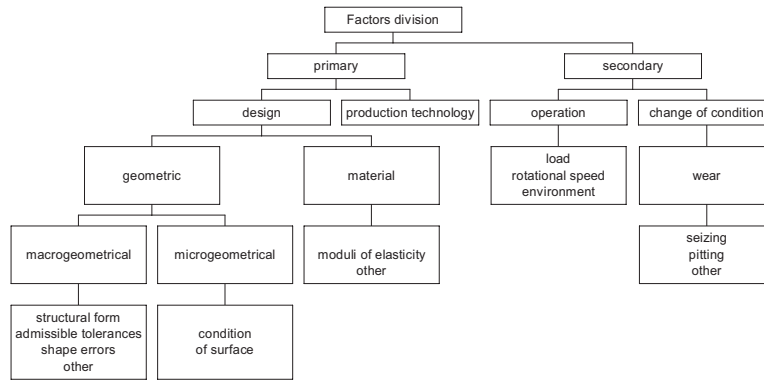 Factors division
primary
secondary
design
production technology
operation
change of condition
geometric
material
load
rotational speed
environment
wear
macrogeometrical
microgeometrical
moduli of elasticity
other
seizing
pitting
other
structural form
admissible tolerances
shape errors
other
condition
of surface